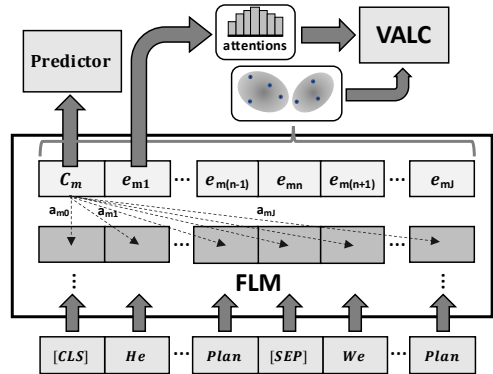 attentions
VALC
Predictor
C_m e_m1 ... e_m(n-1) e_mn e_m(n+1) ... e_mJ
a_m0 a_m1 a_mJ
... ...
FLM
⋮ ⋮
[CLS] He ... Plan [SEP] We ... Plan